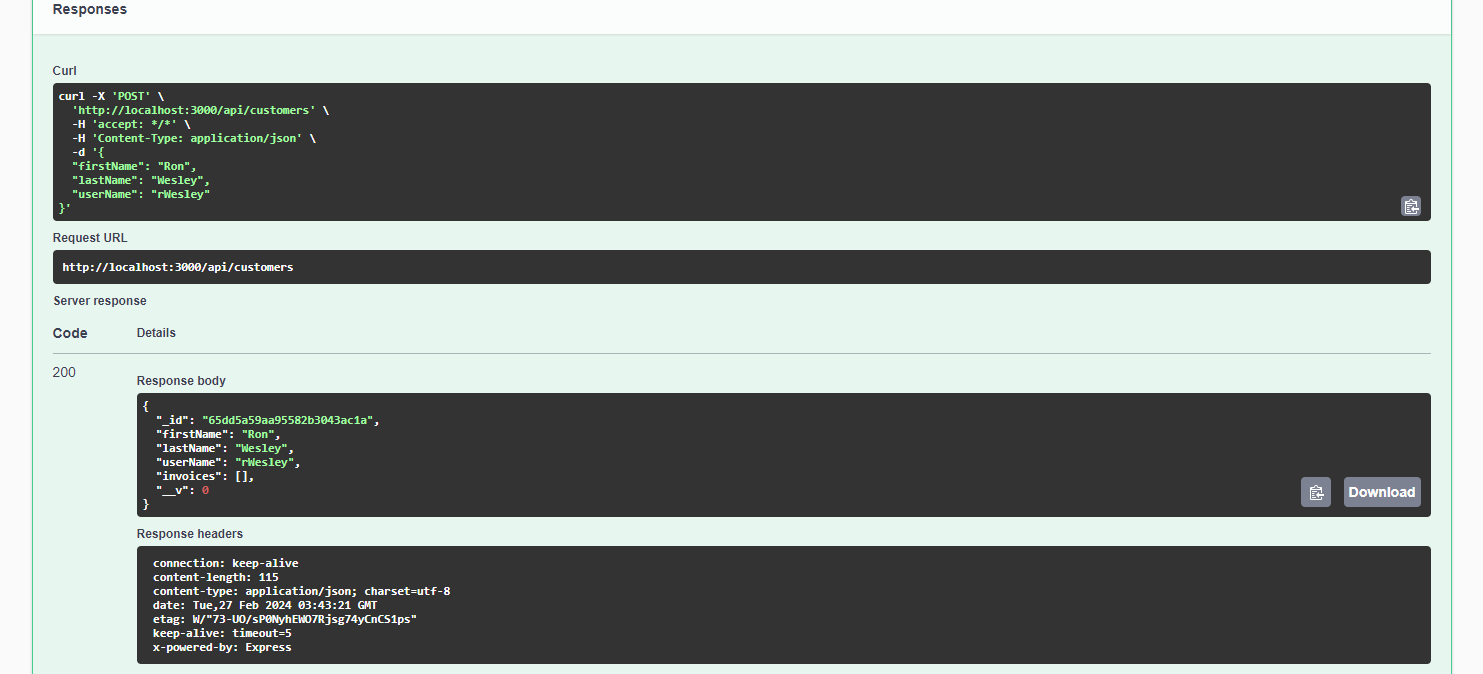 Responses
Curl
curl -X 'POST' \
  'http://localhost:3000/api/customers' \
  -H 'accept: */*' \
  -H 'Content-Type: application/json' \
  -d '{
  "firstName": "Ron",
  "lastName": "Wesley",
  "userName": "rWesley"
}'
Request URL
http://localhost:3000/api/customers
Server response
Code Details
200
Response body
{
  "_id": "65dd5a59aa95582b3043ac1a",
  "firstName": "Ron",
  "lastName": "Wesley",
  "userName": "rWesley",
  "invoices": [],
  "__v": 0
}
Download
Response headers
connection: keep-alive
content-length: 115
content-type: application/json; charset=utf-8
date: Tue,27 Feb 2024 03:43:21 GMT
etag: W/"73-UO/sP0NyhEWO7Rjsg74yCnCS1ps"
keep-alive: timeout=5
x-powered-by: Express